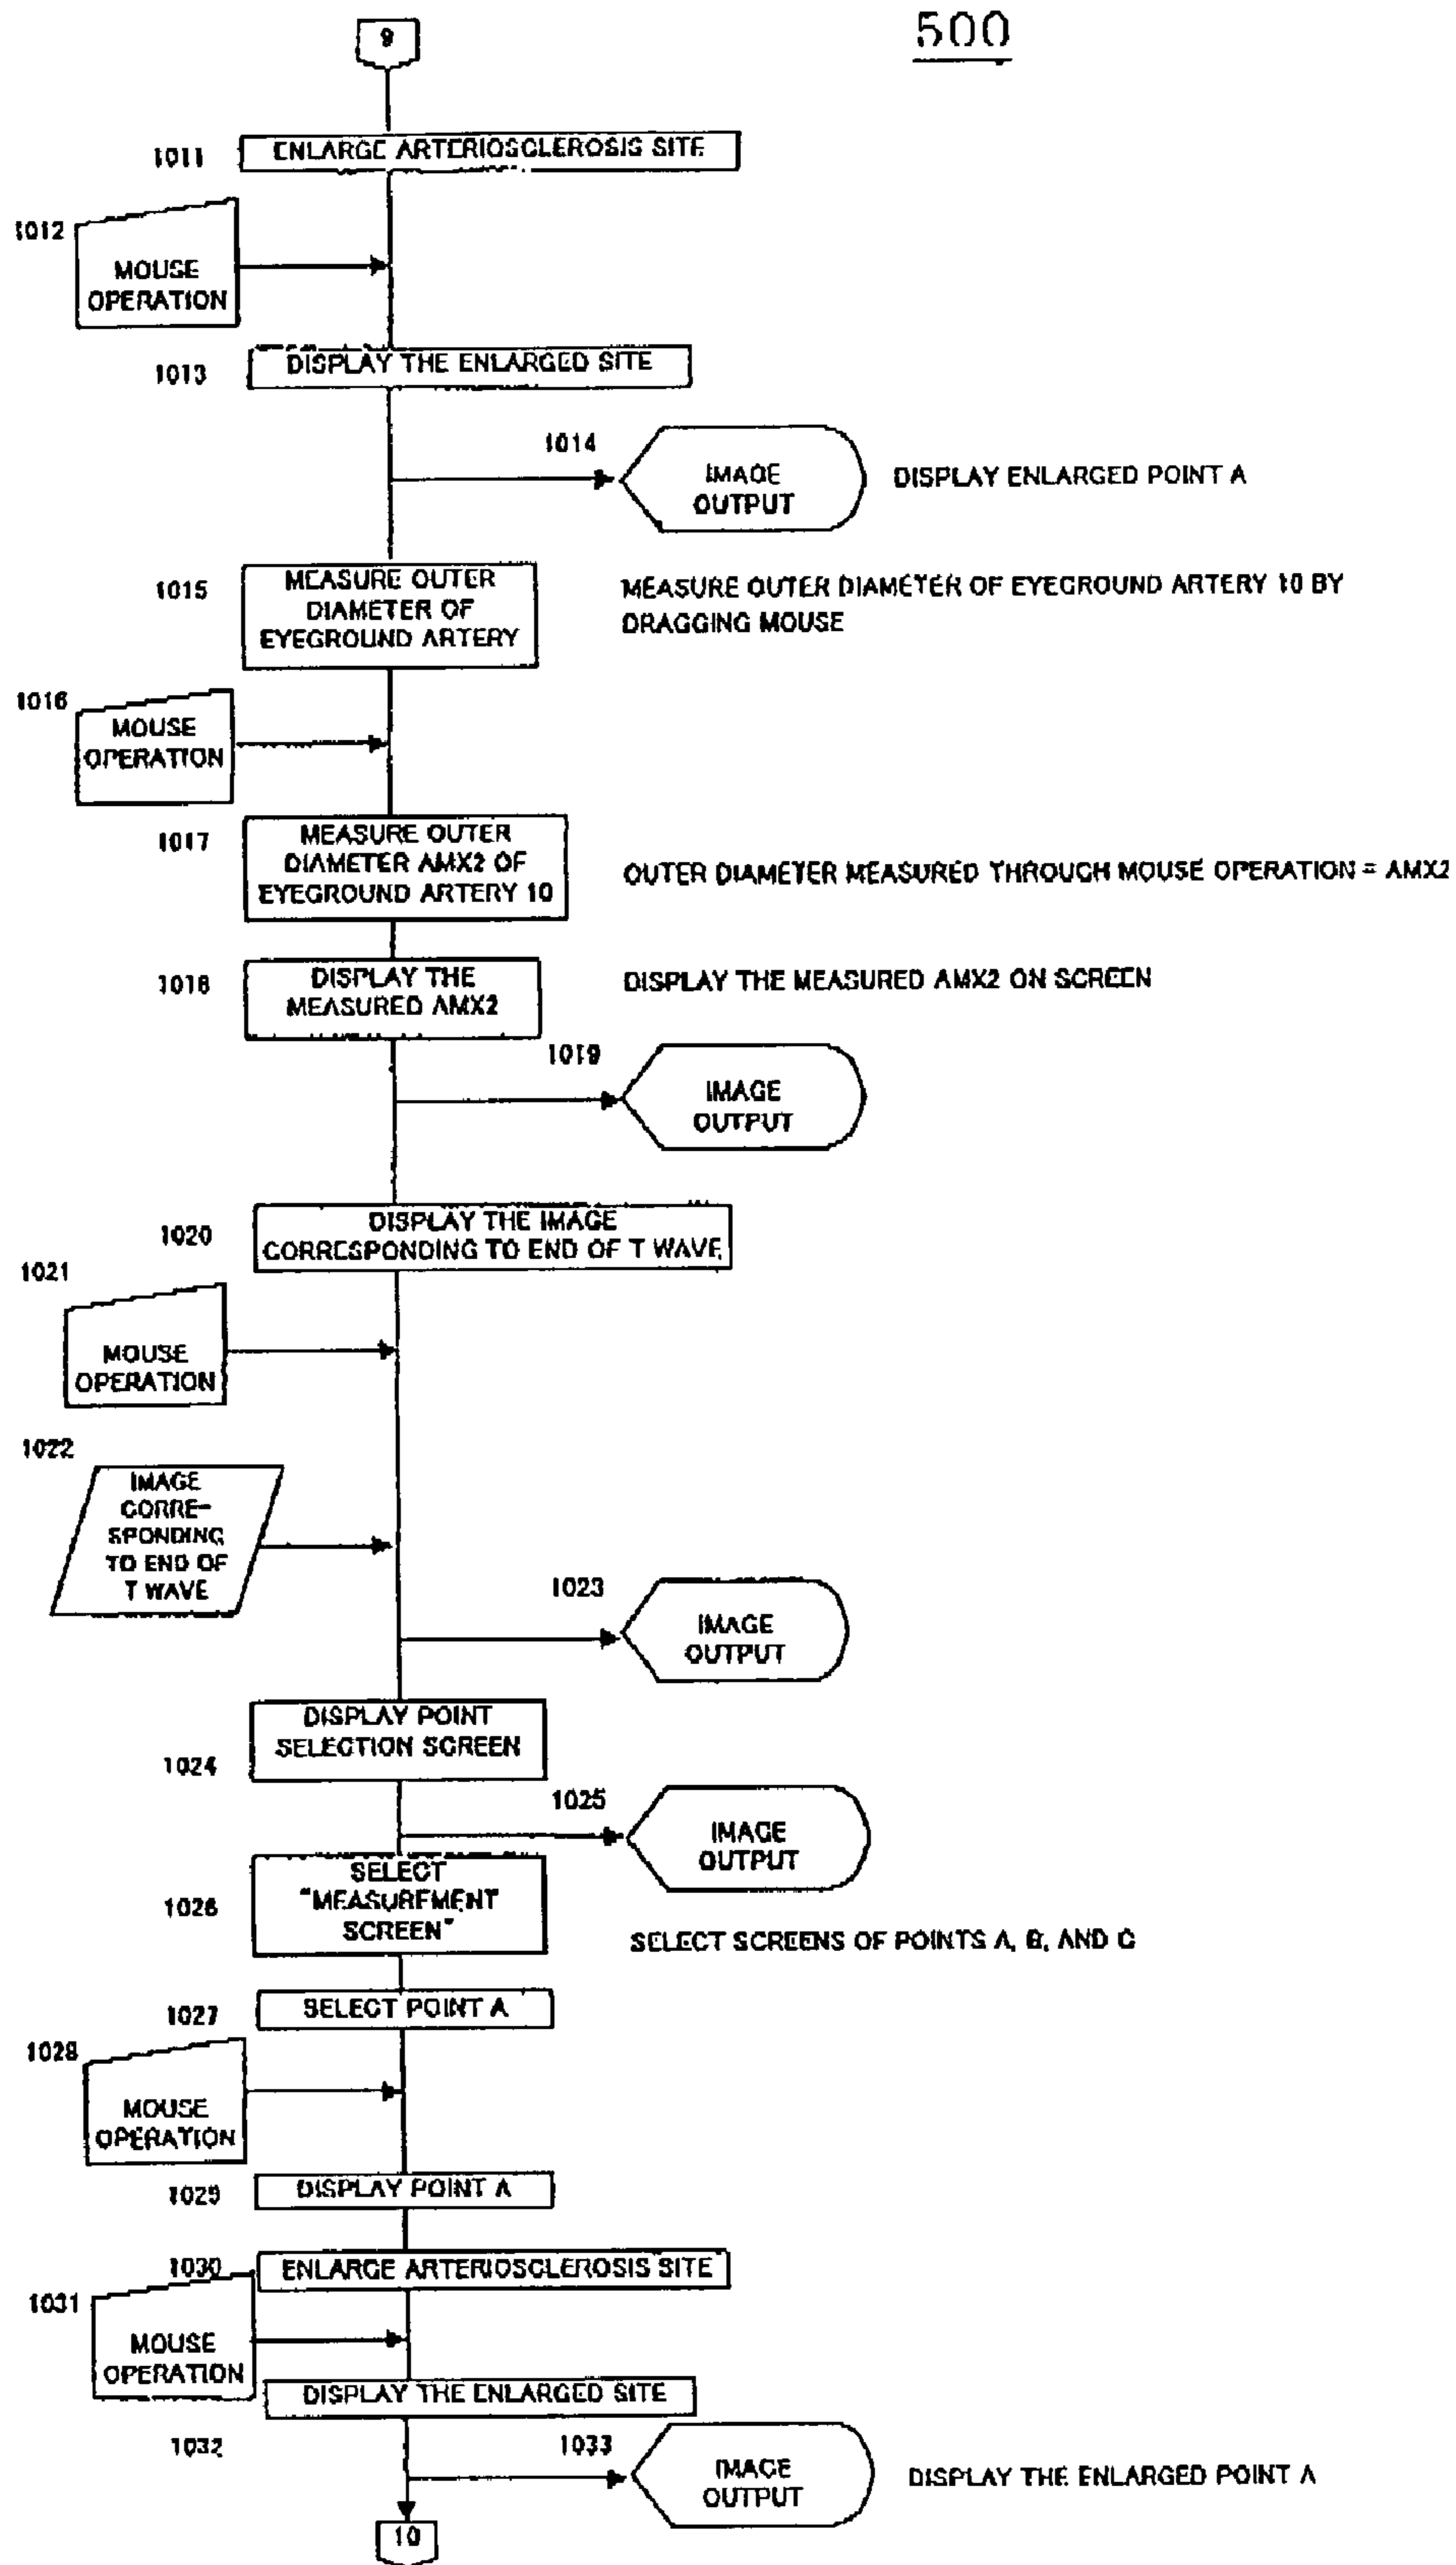 500
9
1011
ENLARGE ARTERIOSCLEROSIS SITE
1012
MOUSE
OPERATION
1013
DISPLAY THE ENLARGED SITE
1014
IMAGE
OUTPUT
DISPLAY ENLARGED POINT A
1015
MEASURE OUTER
DIAMETER OF
EYEGROUND ARTERY
MEASURE OUTER DIAMETER OF EYEGROUND ARTERY 10 BY
DRAGGING MOUSE
1016
MOUSE
OPERATION
1017
MEASURE OUTER
DIAMETER AMX2 OF
EYEGROUND ARTERY 10
OUTER DIAMETER MEASURED THROUGH MOUSE OPERATION = AMX2
1018
DISPLAY THE
MEASURED AMX2
DISPLAY THE MEASURED AMX2 ON SCREEN
1019
IMAGE
OUTPUT
1020
DISPLAY THE IMAGE
CORRESPONDING TO END OF T WAVE
1021
MOUSE
OPERATION
1022
IMAGE
CORRE-
SPONDING
TO END OF
T WAVE
1023
IMAGE
OUTPUT
1024
DISPLAY POINT
SELECTION SCREEN
1025
IMAGE
OUTPUT
1026
SELECT
"MEASUREMENT
SCREEN"
SELECT SCREENS OF POINTS A, B, AND C
1027
SELECT POINT A
1028
MOUSE
OPERATION
1029
DISPLAY POINT A
1030
ENLARGE ARTERIOSCLEROSIS SITE
1031
MOUSE
OPERATION
DISPLAY THE ENLARGED SITE
1032
1033
IMAGE
OUTPUT
DISPLAY THE ENLARGED POINT A
10